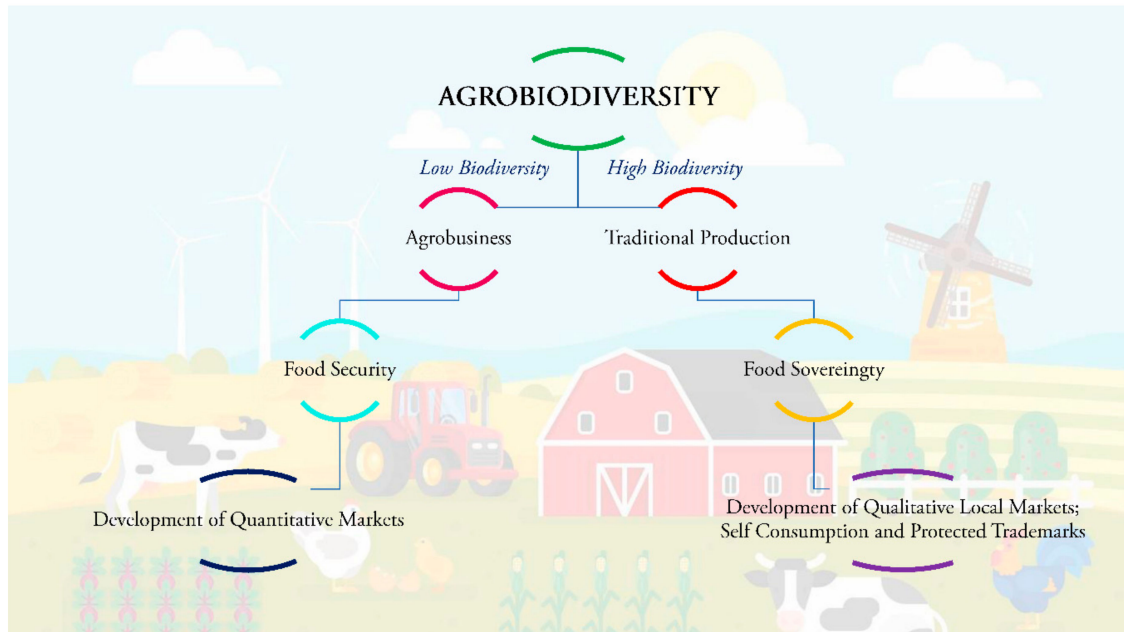 AGROBIODIVERSITY
Low Biodiversity
High Biodiversity
Agrobusiness
Traditional Production
Food Security
Food Sovereingty
Development of Quantitative Markets
Development of Qualitative Local Markets;
Self Consumption and Protected Trademarks